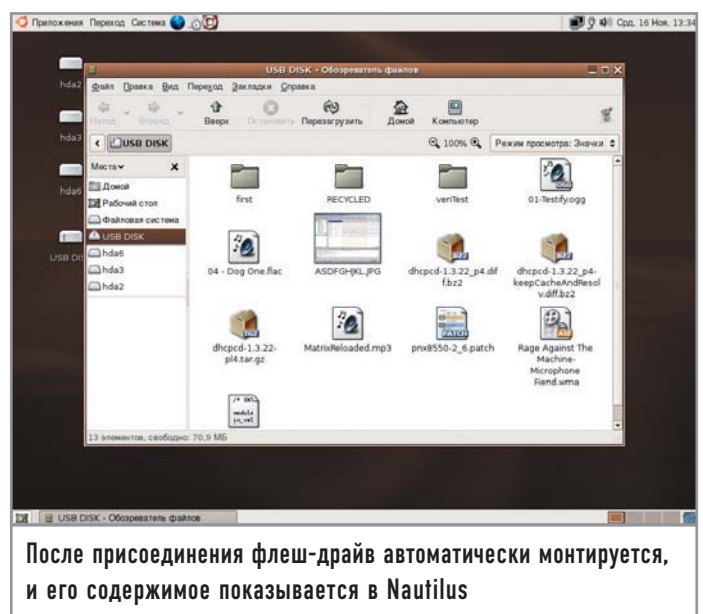 Приложения Переход Система
Срд, 16 Ноя, 13:34
hda2
hda3
hda6
USB DIS
USB DISK - Обозреватель файлов
Файл Правка Вид Переход Закладки Справка
Назад Вперед Вверх Остановить Перезагрузить Домой Компьютер
USB DISK
100%
Режим просмотра: Значки
Места
Домой
Рабочий стол
Файловая система
USB DISK
hda6
hda3
hda2
first
RECYCLED
veriTest
01-Testify.ogg
04 - Dog One.flac
ASDFGHJKL.JPG
dhcpcd-1.3.22_p4.dif
f.bz2
dhcpcd-1.3.22_p4-
keepCacheAndResol
v.diff.bz2
dhcpcd-1.3.22-
pl4.tar.gz
MatrixReloaded.mp3
pnx8550-2_6.patch
Rage Against The
Machine-
Microphone
Fiend.wma
13 элементов, свободно: 70,9 МБ
USB DISK - Обозреватель файлов
После присоединения флеш-драйв автоматически монтируется,
и его содержимое показывается в Nautilus